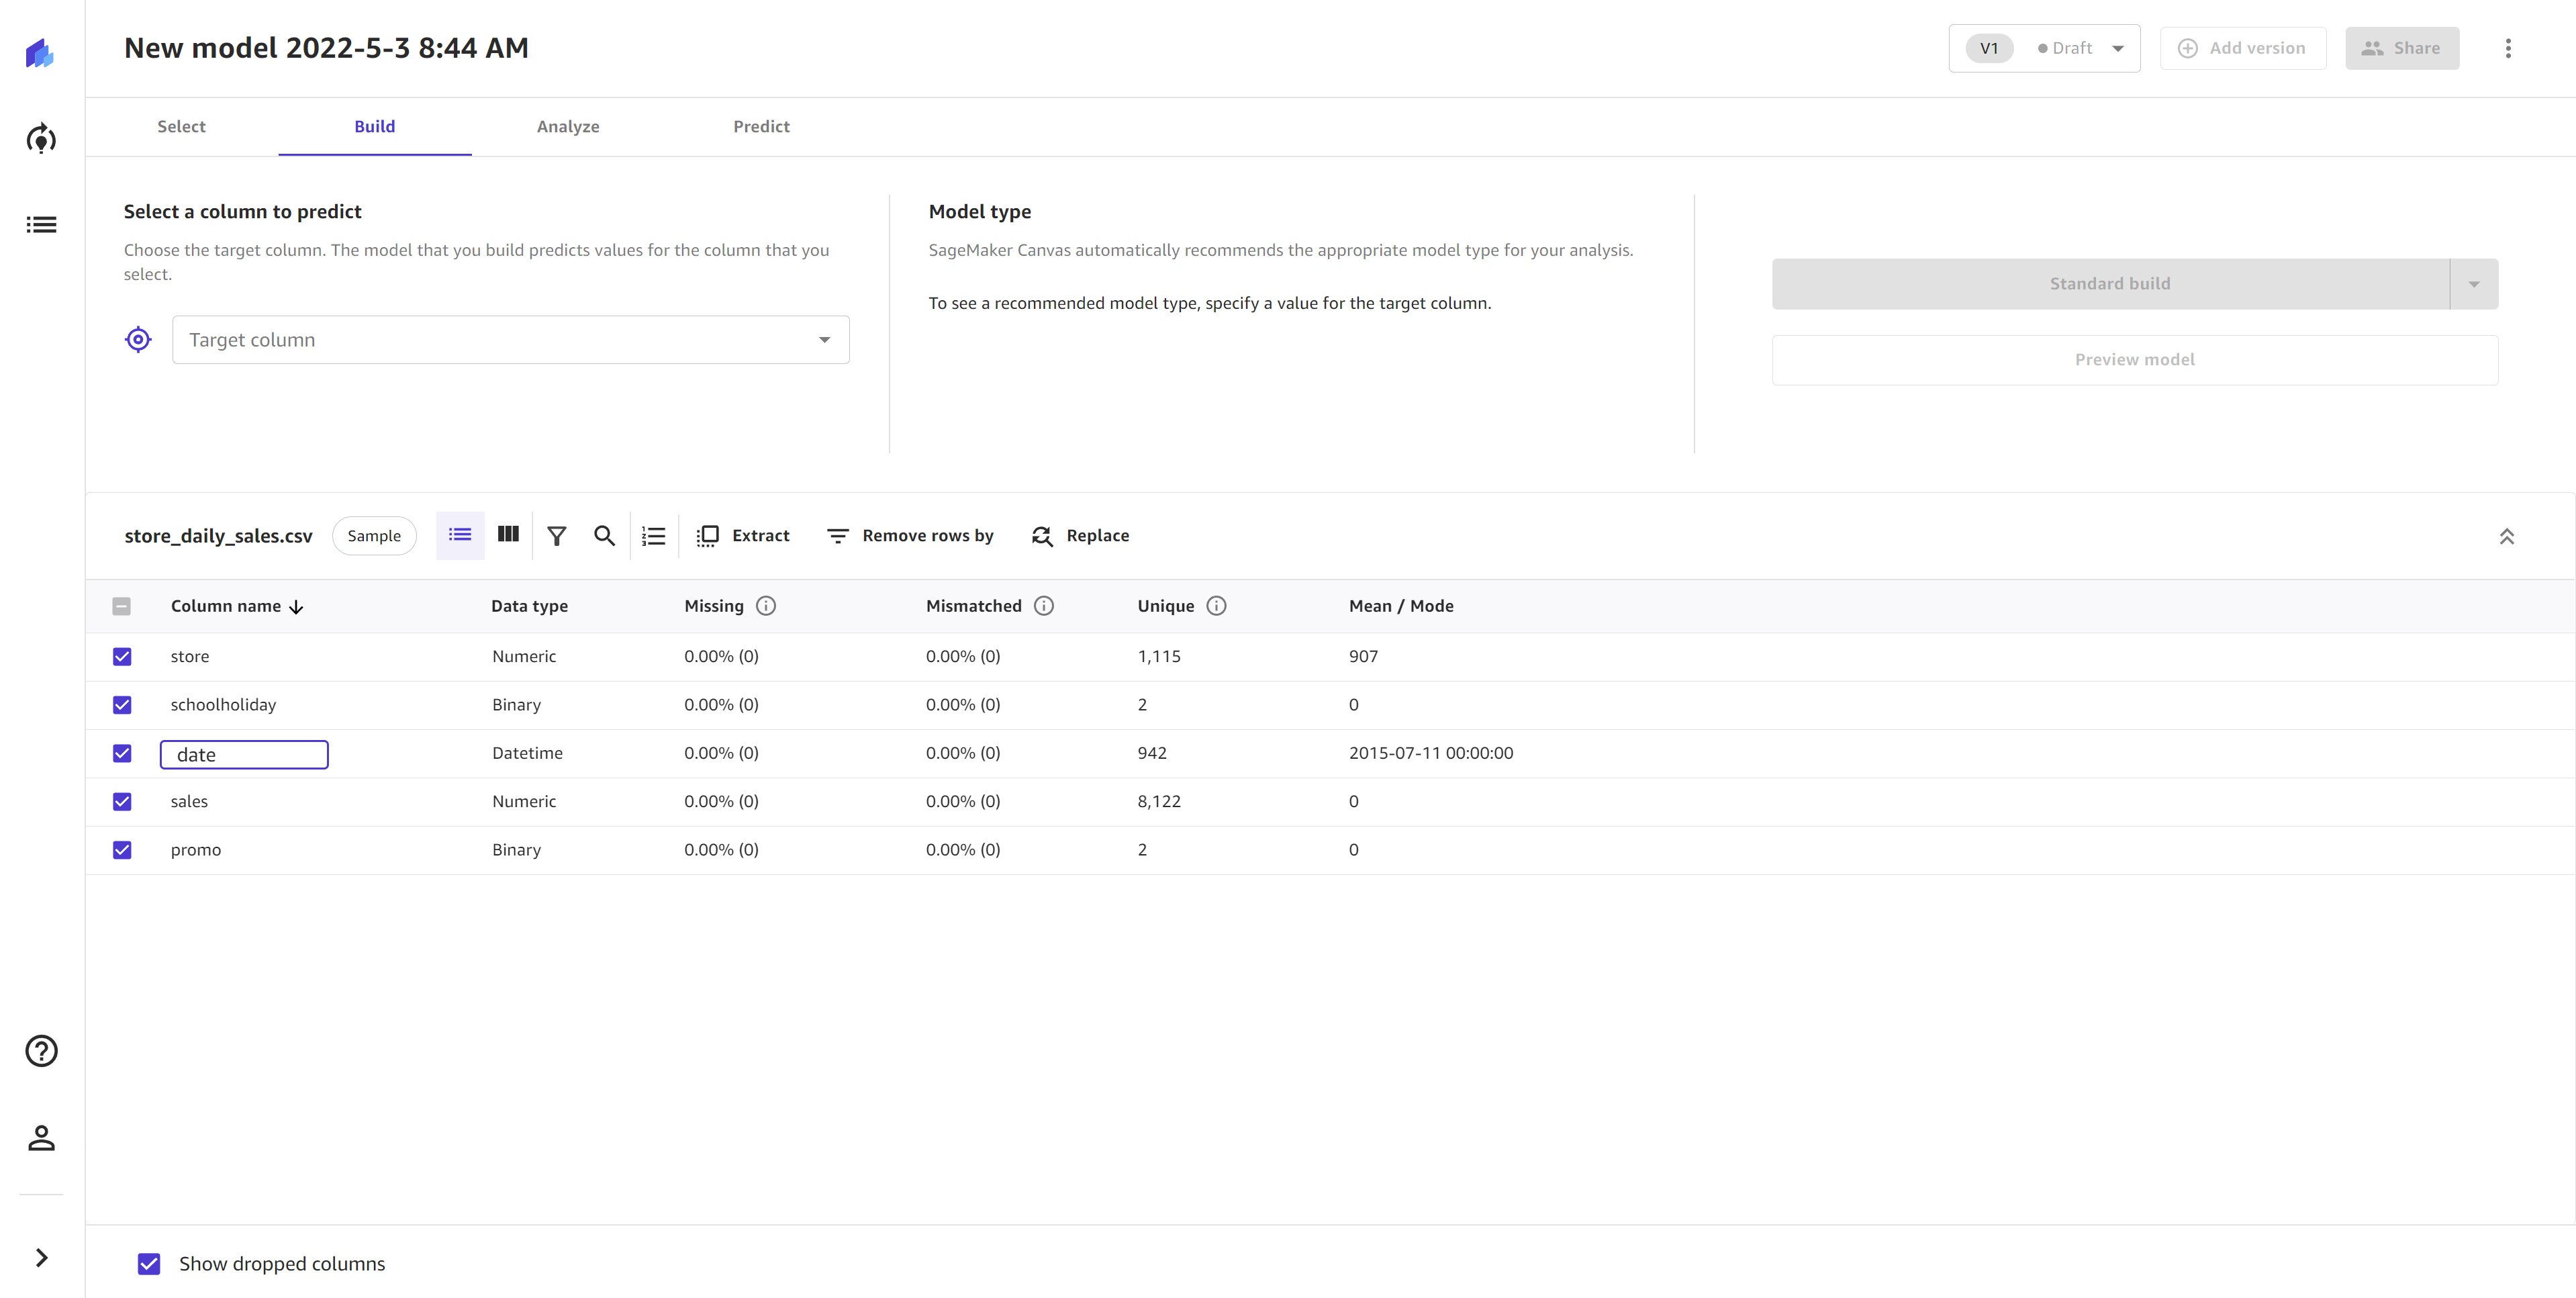 New model 2022-5-3 8:44 AM
V1 Draft Add version Share
Select Build Analyze Predict
Select a column to predict
Choose the target column. The model that you build predicts values for the column that you
select.
Target column
Model type
SageMaker Canvas automatically recommends the appropriate model type for your analysis.
To see a recommended model type, specify a value for the target column.
Standard build
Preview model
store_daily_sales.csv Sample Extract Remove rows by Replace
Column name Data type Missing Mismatched Unique Mean / Mode
store Numeric 0.00% (0) 0.00% (0) 1,115 907
schoolholiday Binary 0.00% (0) 0.00% (0) 2 0
date Datetime 0.00% (0) 0.00% (0) 942 2015-07-11 00:00:00
sales Numeric 0.00% (0) 0.00% (0) 8,122 0
promo Binary 0.00% (0) 0.00% (0) 2 0
Show dropped columns